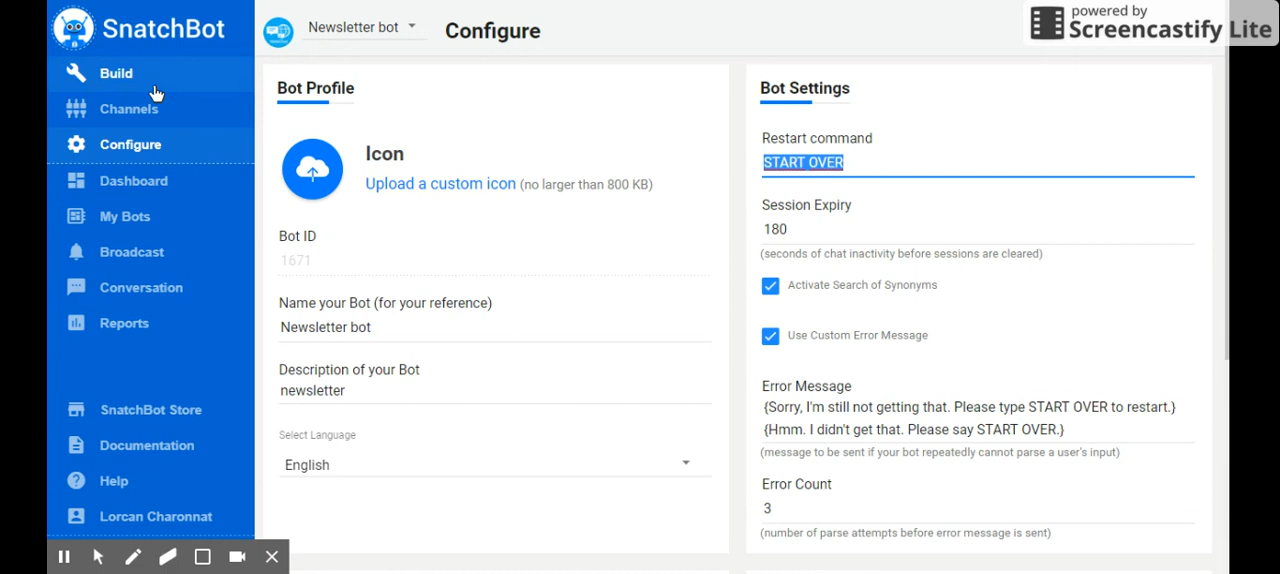 SnatchBot
Build
Channels
Configure
Dashboard
My Bots
Broadcast
Conversation
Reports
SnatchBot Store
Documentation
Help
Lorcan Charonnat
Newsletter bot
Configure
powered by
Screencastify Lite
Bot Profile
Icon
Upload a custom icon (no larger than 800 KB)
Bot ID
1671
Name your Bot (for your reference)
Newsletter bot
Description of your Bot
newsletter
Select Language
English
Bot Settings
Restart command
START OVER
Session Expiry
180
(seconds of chat inactivity before sessions are cleared)
Activate Search of Synonyms
Use Custom Error Message
Error Message
{Sorry, I'm still not getting that. Please type START OVER to restart.}
{Hmm. I didn't get that. Please say START OVER.}
(message to be sent if your bot repeatedly cannot parse a user's input)
Error Count
3
(number of parse attempts before error message is sent)